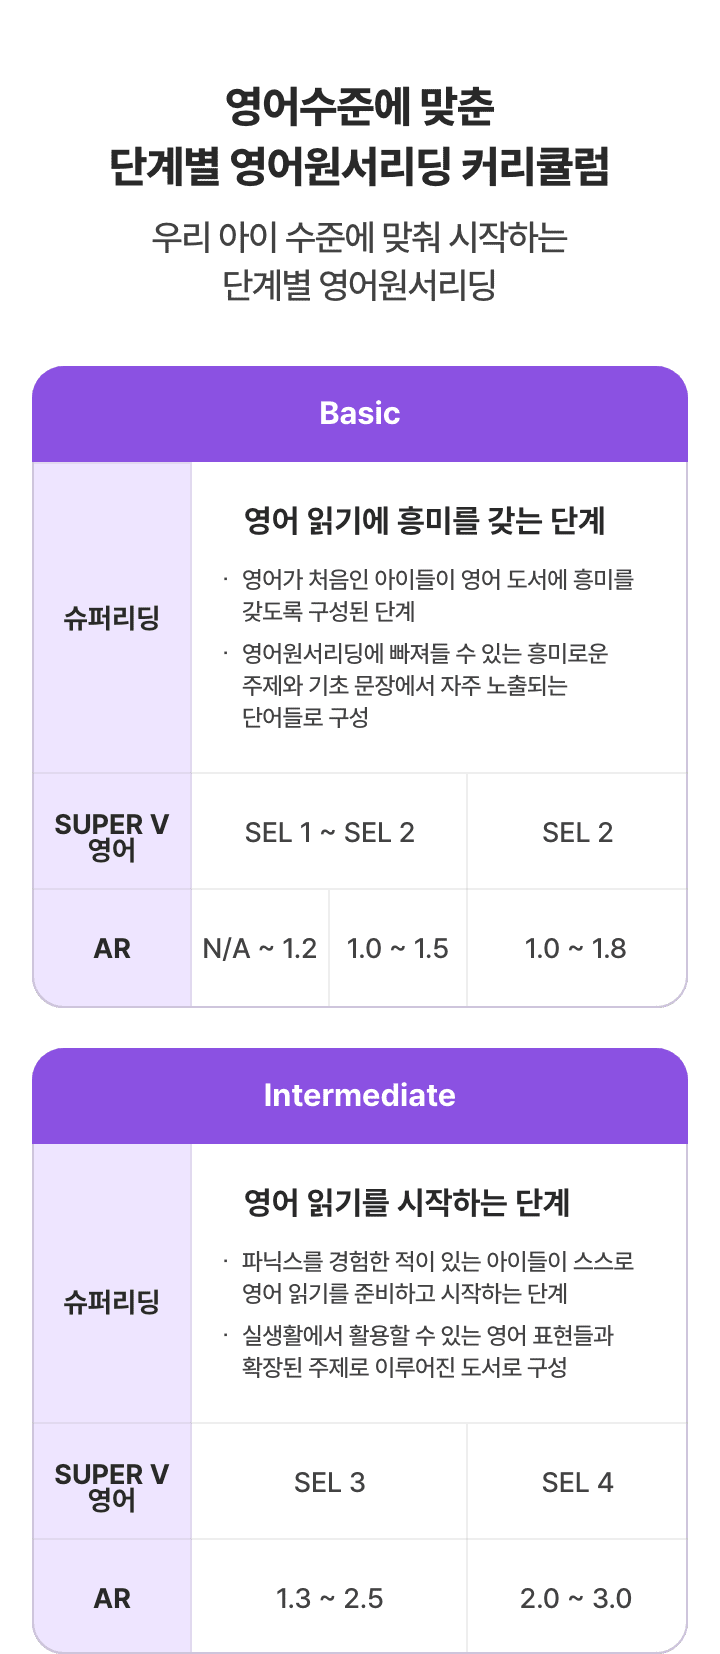 영어수준에 맞춘
단계별 영어원서리딩 커리큘럼
우리 아이 수준에 맞춰 시작하는
단계별 영어원서리딩
Basic
슈퍼리딩
영어 읽기에 흥미를 갖는 단계
· 영어가 처음인 아이들이 영어 도서에 흥미를
갖도록 구성된 단계
· 영어원서리딩에 빠져들 수 있는 흥미로운
주제와 기초 문장에서 자주 노출되는
단어들로 구성
SUPER V
영어
SEL 1 ~ SEL 2
SEL 2
AR
N/A ~ 1.2
1.0 ~ 1.5
1.0 ~ 1.8
Intermediate
슈퍼리딩
영어 읽기를 시작하는 단계
· 파닉스를 경험한 적이 있는 아이들이 스스로
영어 읽기를 준비하고 시작하는 단계
· 실생활에서 활용할 수 있는 영어 표현들과
확장된 주제로 이루어진 도서로 구성
SUPER V
영어
SEL 3
SEL 4
AR
1.3 ~ 2.5
2.0 ~ 3.0